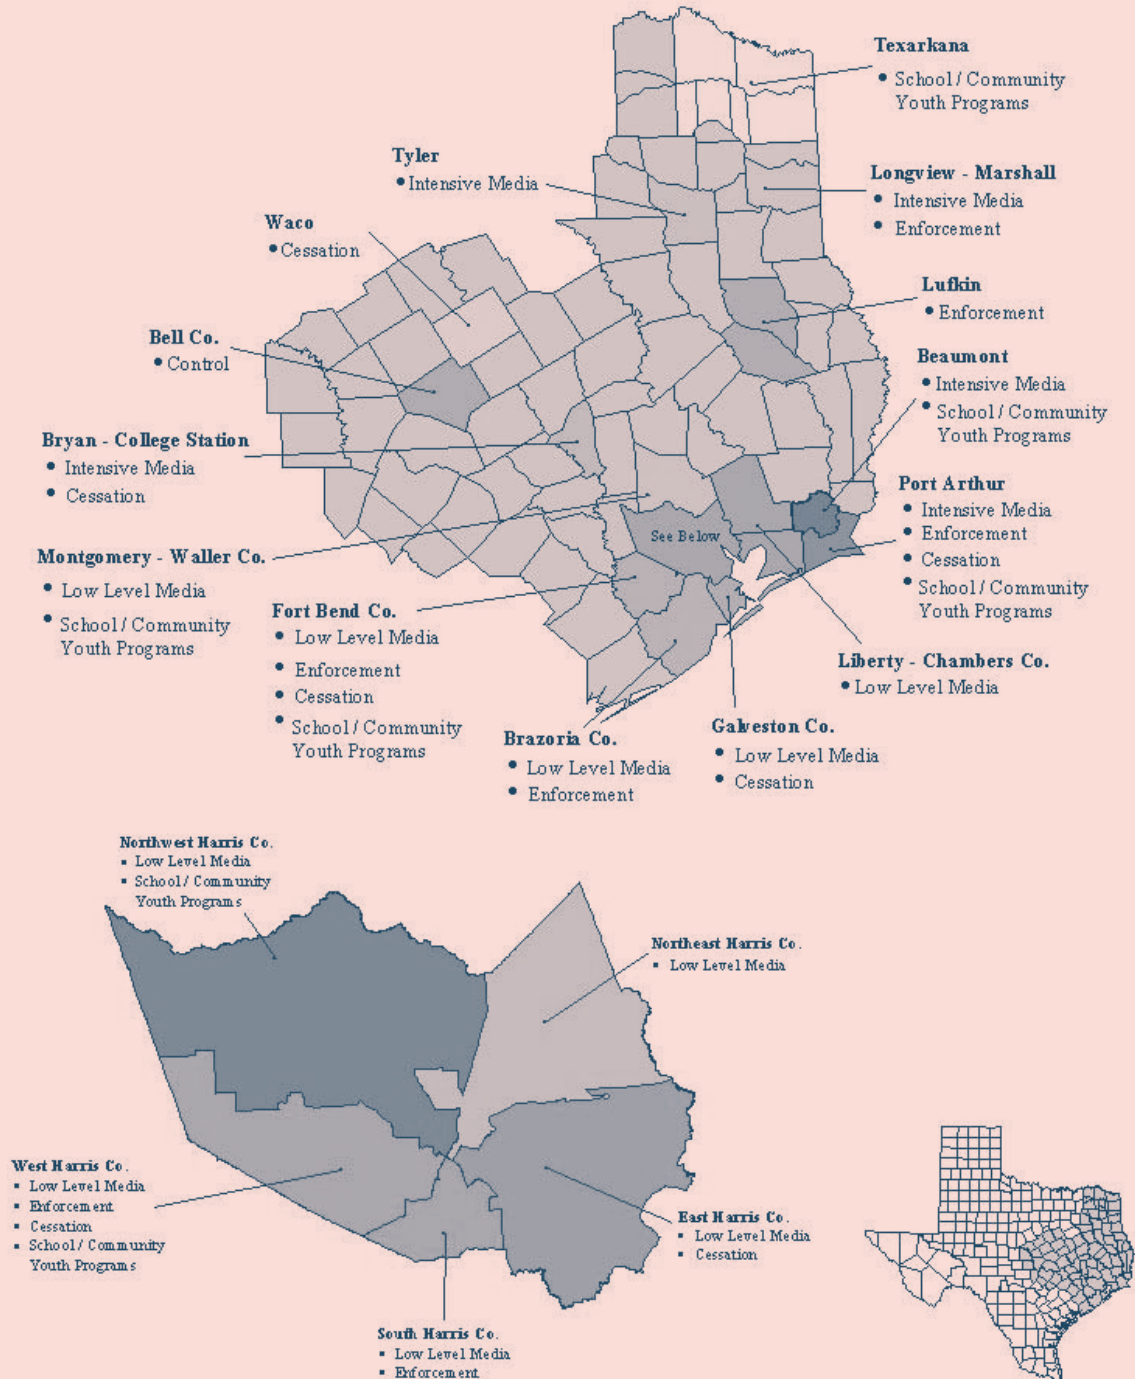 Texarkana
• School / Community
Youth Programs
Tyler
• Intensive Media
Longview - Marshall
• Intensive Media
• Enforcement
Waco
• Cessation
Lufkin
• Enforcement
Bell Co.
• Control
Beaumont
• Intensive Media
• School / Community
Youth Programs
Bryan - College Station
• Intensive Media
• Cessation
Port Arthur
• Intensive Media
• Enforcement
• Cessation
• School / Community
Youth Programs
See Below
Montgomery - Waller Co.
• Low Level Media
• School / Community
Youth Programs
Fort Bend Co.
• Low Level Media
• Enforcement
• Cessation
• School / Community
Youth Programs
Liberty - Chambers Co.
• Low Level Media
Brazoria Co.
• Low Level Media
• Enforcement
Galveston Co.
• Low Level Media
• Cessation
Northwest Harris Co.
▪ Low Level Media
▪ School / Community
Youth Programs
Northeast Harris Co.
▪ Low Level Media
West Harris Co.
▪ Low Level Media
▪ Enforcement
▪ Cessation
▪ School / Community
Youth Programs
East Harris Co.
▪ Low Level Media
▪ Cessation
South Harris Co.
▪ Low Level Media
▪ Enforcement